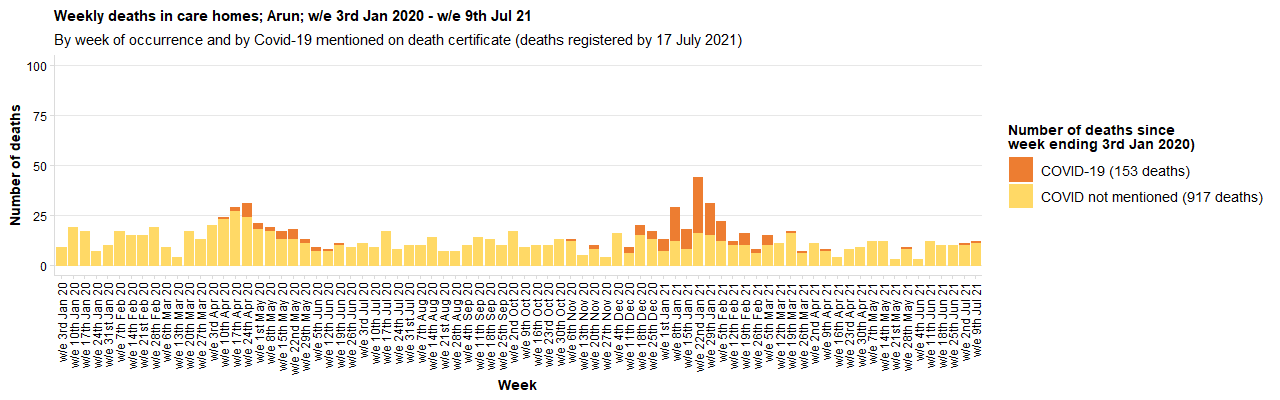 Weekly deaths in care homes; Arun; w/e 3rd Jan 2020 - w/e 9th Jul 21
By week of occurrence and by Covid-19 mentioned on death certificate (deaths registered by 17 July 2021)
Number of deaths
100
75
50
25
0
w/e 3rd Jan 20
w/e 10th Jan 20
w/e 17th Jan 20
w/e 24th Jan 20
w/e 31st Jan 20
w/e 7th Feb 20
w/e 14th Feb 20
w/e 21st Feb 20
w/e 28th Feb 20
w/e 6th Mar 20
w/e 13th Mar 20
w/e 20th Mar 20
w/e 27th Mar 20
w/e 3rd Apr 20
w/e 10th Apr 20
w/e 17th Apr 20
w/e 24th Apr 20
w/e 1st May 20
w/e 8th May 20
w/e 15th May 20
w/e 22nd May 20
w/e 29th May 20
w/e 5th Jun 20
w/e 12th Jun 20
w/e 19th Jun 20
w/e 26th Jun 20
w/e 3rd Jul 20
w/e 10th Jul 20
w/e 17th Jul 20
w/e 24th Jul 20
w/e 31st Jul 20
w/e 7th Aug 20
w/e 14th Aug 20
w/e 21st Aug 20
w/e 28th Aug 20
w/e 4th Sep 20
w/e 11th Sep 20
w/e 18th Sep 20
w/e 25th Sep 20
w/e 2nd Oct 20
w/e 9th Oct 20
w/e 16th Oct 20
w/e 23rd Oct 20
w/e 30th Oct 20
w/e 6th Nov 20
w/e 13th Nov 20
w/e 20th Nov 20
w/e 27th Nov 20
w/e 4th Dec 20
w/e 11th Dec 20
w/e 18th Dec 20
w/e 25th Dec 20
w/e 1st Jan 21
w/e 8th Jan 21
w/e 15th Jan 21
w/e 22nd Jan 21
w/e 29th Jan 21
w/e 5th Feb 21
w/e 12th Feb 21
w/e 19th Feb 21
w/e 26th Feb 21
w/e 5th Mar 21
w/e 12th Mar 21
w/e 19th Mar 21
w/e 26th Mar 21
w/e 2nd Apr 21
w/e 9th Apr 21
w/e 16th Apr 21
w/e 23rd Apr 21
w/e 30th Apr 21
w/e 7th May 21
w/e 14th May 21
w/e 21st May 21
w/e 28th May 21
w/e 4th Jun 21
w/e 11th Jun 21
w/e 18th Jun 21
w/e 25th Jun 21
w/e 2nd Jul 21
w/e 9th Jul 21
Week
Number of deaths since
week ending 3rd Jan 2020)
COVID-19 (153 deaths)
COVID not mentioned (917 deaths)